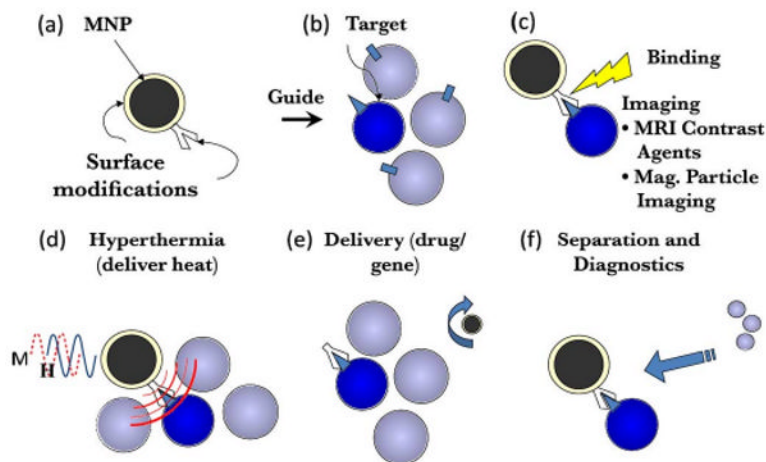 (a)
MNP
Surface
modifications
Guide
(b)
Target
(c)
Binding
Imaging
• MRI Contrast
Agents
• Mag. Particle
Imaging
(d) Hyperthermia
(deliver heat)
M
H
(e) Delivery (drug/
gene)
(f) Separation and
Diagnostics